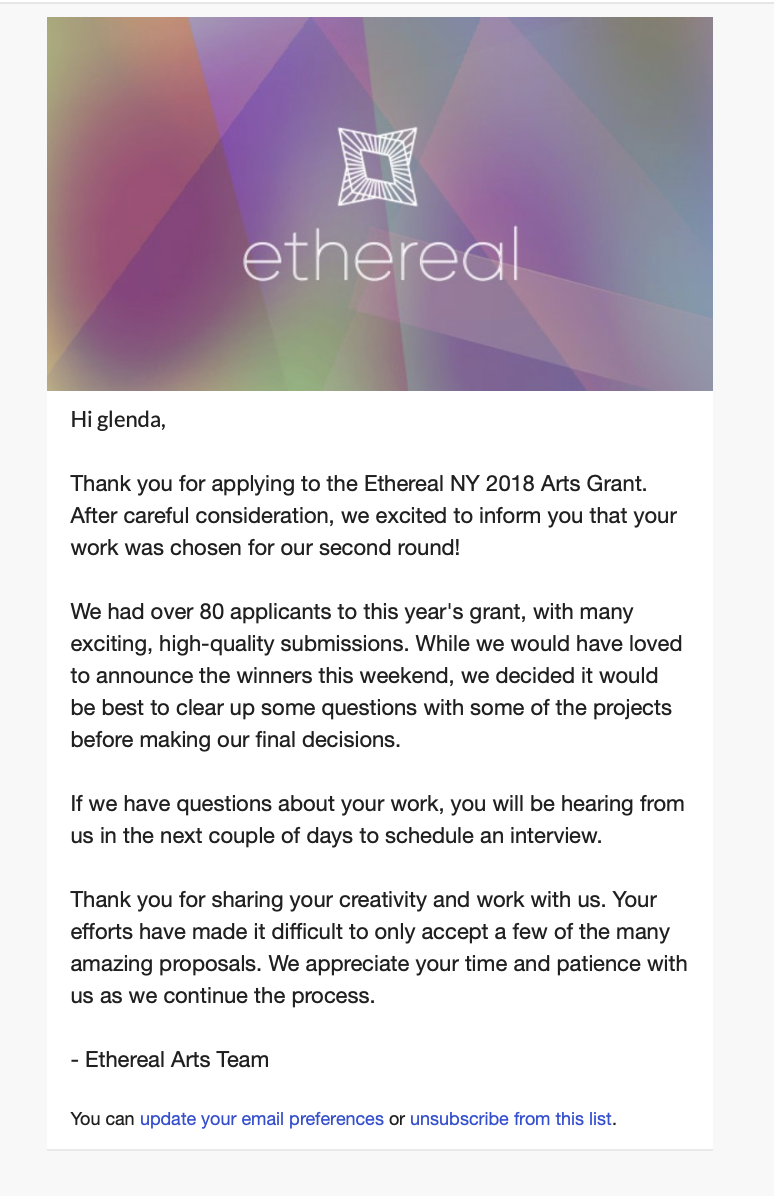 ethereal
Hi glenda,
Thank you for applying to the Ethereal NY 2018 Arts Grant.
After careful consideration, we excited to inform you that your
work was chosen for our second round!
We had over 80 applicants to this year's grant, with many
exciting, high-quality submissions. While we would have loved
to announce the winners this weekend, we decided it would
be best to clear up some questions with some of the projects
before making our final decisions.
If we have questions about your work, you will be hearing from
us in the next couple of days to schedule an interview.
Thank you for sharing your creativity and work with us. Your
efforts have made it difficult to only accept a few of the many
amazing proposals. We appreciate your time and patience with
us as we continue the process.
- Ethereal Arts Team
You can update your email preferences or unsubscribe from this list.